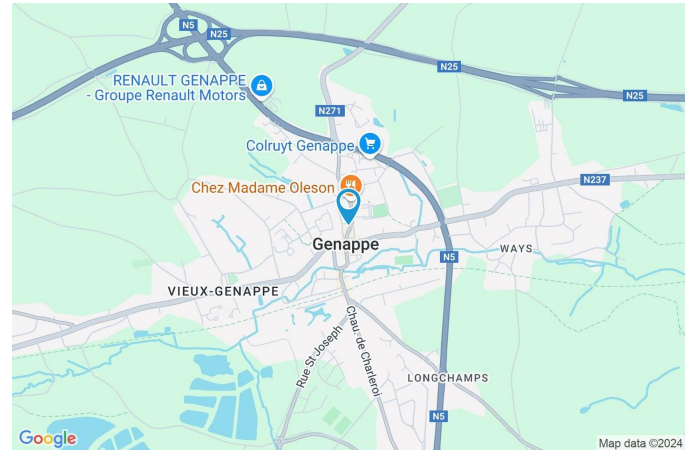 N5
N25
RENAULT GENAPPE
- Groupe Renault Motors
N25
N25
N271
Colruyt Genappe
Chez Madame Oleson
N237
Genappe
WAYS
N5
VIEUX-GENAPPE
Rue St Joseph
Chau. de Charleroi
LONGCHAMPS
N5
Google
Map data ©2024